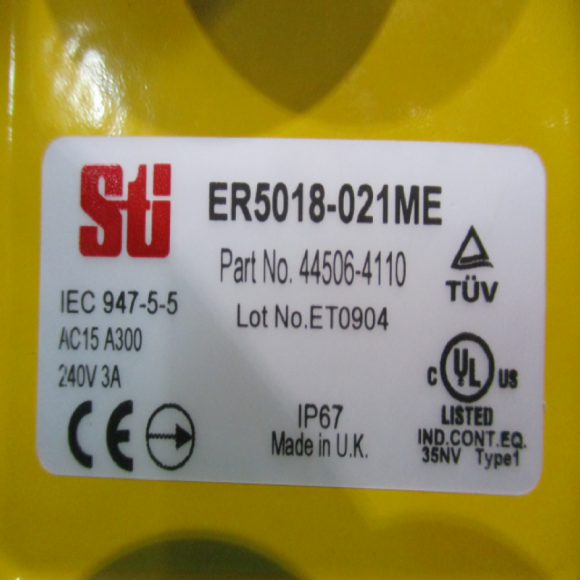 Sti
ER5018-021ME
Part No. 44506-4110
Lot No.ET0904
IEC 947-5-5
AC15 A300
240V 3A
CE
IP67
Made in U.K.
TÜV
C UL US
LISTED
IND.CONT.EQ.
35NV Type1